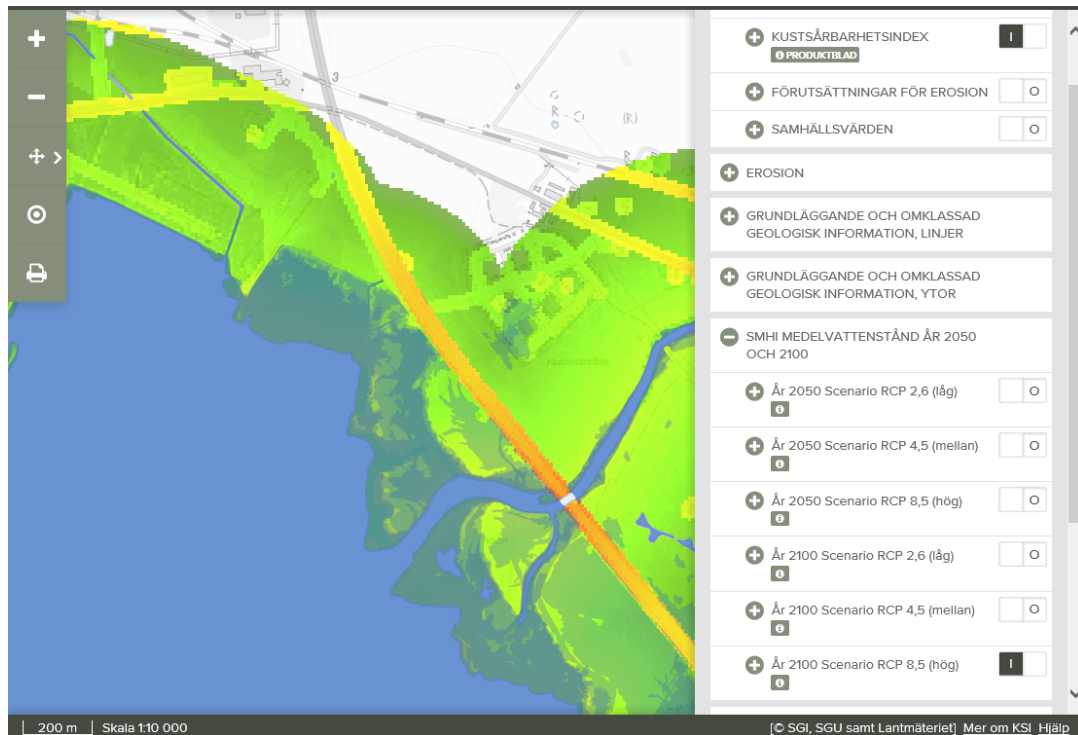 KUSTSÅRBARHETSINDEX
PRODUKTBLAD
FÖRUTSÄTTNINGAR FÖR EROSION
SAMHÄLLSVÄRDEN
EROSION
GRUNDLÄGGANDE OCH OMKLASSAD
GEOLOGISK INFORMATION, LINJER
GRUNDLÄGGANDE OCH OMKLASSAD
GEOLOGISK INFORMATION, YTOR
SMHI MEDELVATTENSTÅND ÅR 2050
OCH 2100
År 2050 Scenario RCP 2,6 (låg)
År 2050 Scenario RCP 4,5 (mellan)
År 2050 Scenario RCP 8,5 (hög)
År 2100 Scenario RCP 2,6 (låg)
År 2100 Scenario RCP 4,5 (mellan)
År 2100 Scenario RCP 8,5 (hög)
3
R
R
(R)
Koloniområde
200 m
Skala 1:10 000
[© SGI, SGU samt Lantmäteriet] Mer om KSI Hjälp